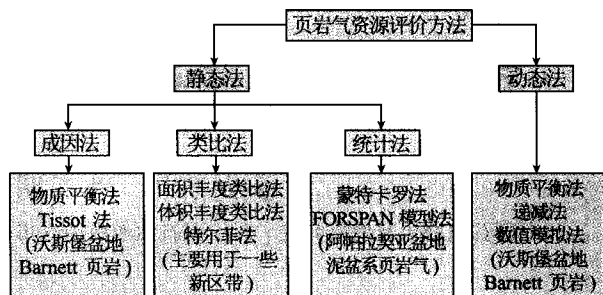 页岩气资源评价方法
静态法
动态法
成因法
类比法
统计法
物质平衡法
Tissot 法
(沃斯堡盆地
Barnett 页岩)
面积丰度类比法
体积丰度类比法
特尔菲法
(主要用于一些
新区带)
蒙特卡罗法
FORSPAN 模型法
(阿帕拉契亚盆地
泥盆系页岩气)
物质平衡法
递减法
数值模拟法
(沃斯堡盆地
Barnett 页岩)